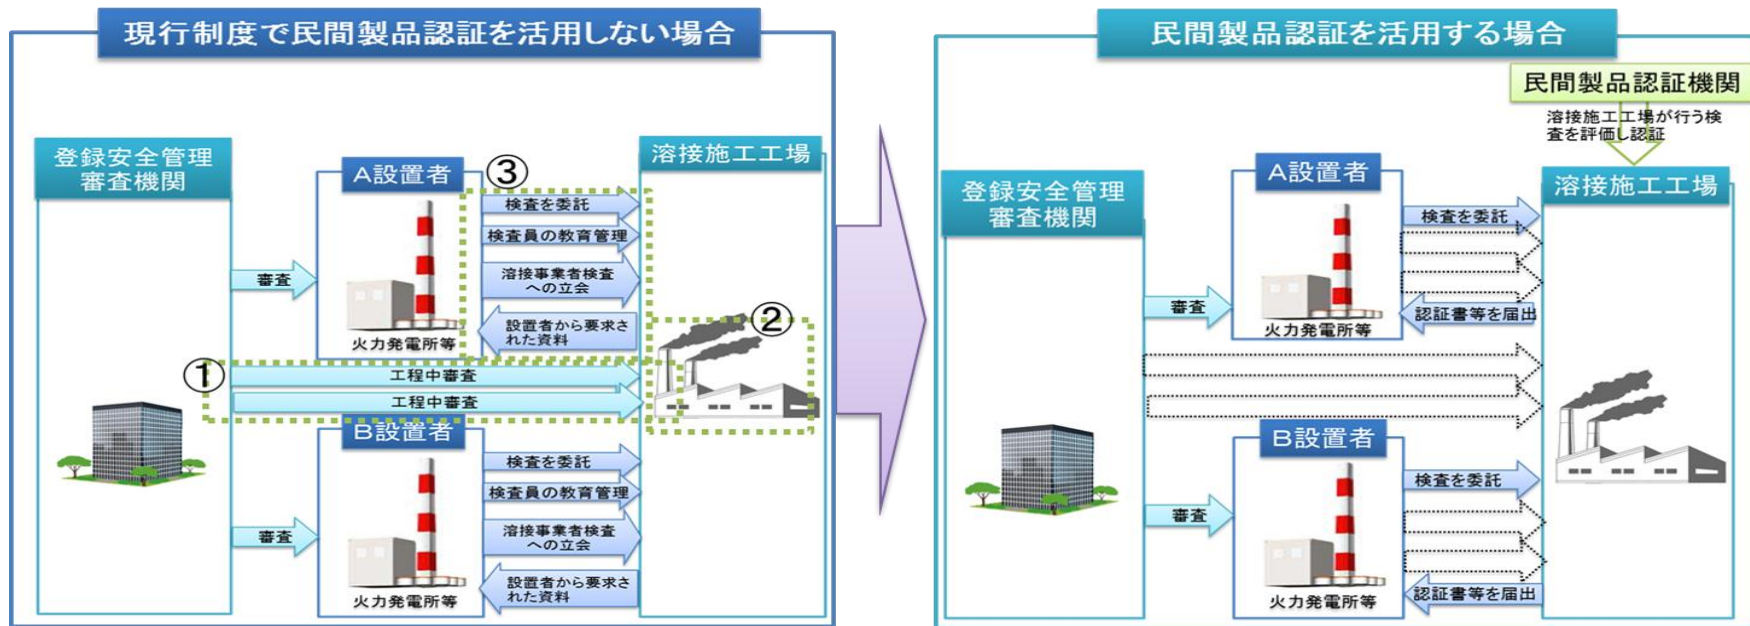 現行制度で民間製品認証を活用しない場合
登録安全管理
審査機関
審査
審査
A設置者
火力発電所等
③
検査を委託
検査員の教育管理
溶接事業者検査
への立会
設置者から要求さ
れた資料
①
工程中審査
工程中審査
②
溶接施工工場
B設置者
火力発電所等
検査を委託
検査員の教育管理
溶接事業者検査
への立会
設置者から要求さ
れた資料
民間製品認証を活用する場合
民間製品認証機関
溶接施工工場が行う検
査を評価し認証
登録安全管理
審査機関
審査
審査
A設置者
火力発電所等
検査を委託
認証書等を届出
溶接施工工場
B設置者
火力発電所等
検査を委託
認証書等を届出